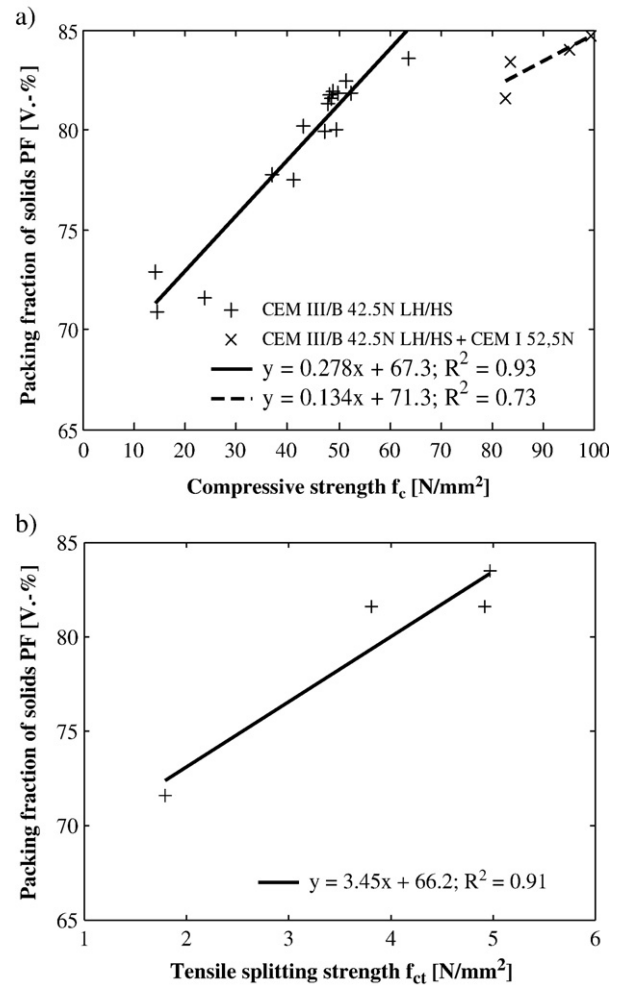 a)
85
80
75
70
65
Packing fraction of solids PF [V.-%]
CEM III/B 42.5N LH/HS
CEM III/B 42.5N LH/HS + CEM I 52,5N
y = 0.278x + 67.3; R² = 0.93
y = 0.134x + 71.3; R² = 0.73
0 10 20 30 40 50 60 70 80 90 100
Compressive strength f_c [N/mm²]
b)
85
80
75
70
65
Packing fraction of solids PF [V.-%]
y = 3.45x + 66.2; R² = 0.91
1 2 3 4 5 6
Tensile splitting strength f_ct [N/mm²]